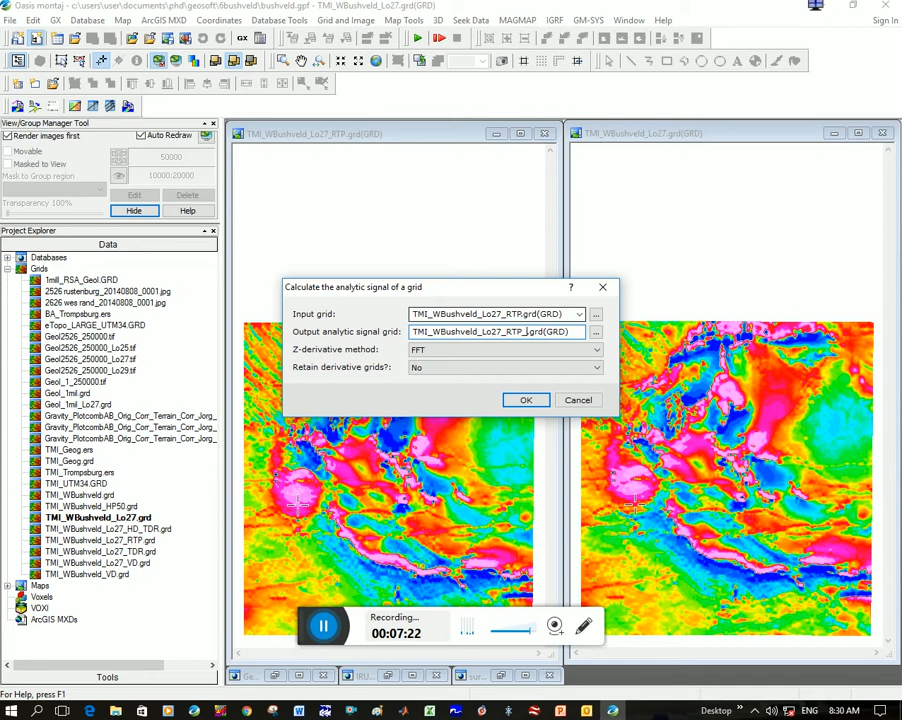 Oasis montaj - c:\users\user\documents\phd\geosoft\6bushveld\bushveld.gpf - TMI_WBushveld_Lo27.grd(GRD)
File GX Data Map ArcGIS MXD Coordinates Database Tools Grid and Image Map Tools 3D Seek Data MAGMAP IGRF GM-SYS Window Help Sign In
GX
View/Group Manager Tool
Render images first Auto Redraw
Movable 50000
Masked to View
Mask to Group region 10000:20000
Edit Delete
Transparency 100%
Hide Help
Project Explorer
Data
Databases
Grids
1mill_RSA_Geol.GRD
2526 rustenburg_20140808_0001.jpg
2626 wes rand_20140808_0001.jpg
BA_Trompsburg.ers
eTopo_LARGE_UTM34.GRD
Geol2526_250000_Lo25.tif
Geol2526_250000_Lo27.tif
Geol2526_250000_Lo29.tif
Geol_1_250000.tif
Geol_1mil.grd
Geol_1mil_Lo27.grd
Gravity_PlotcombAB_Org_Corr_Terrain_Corr_Jorg_
Gravity_PlotcombAB_Org_Corr_Terrain_Corr_Jorg_
Gravity_PlotcombAB_Org_Corr_Terrain_Corr_Jorg_
TMI_Geog.ers
TMI_Geog.grd
TMI_Trompsburg.ers
TMI_UTM34.GRD
TMI_WBushveld.grd
TMI_WBushveld_HP50.grd
TMI_WBushveld_Lo27.grd
TMI_WBushveld_Lo27_HD_TDR.grd
TMI_WBushveld_Lo27_RTP.grd
TMI_WBushveld_Lo27_TDR.grd
TMI_WBushveld_Lo27_VD.grd
TMI_WBushveld_VD.grd
Maps
Voxels
VOXI
ArcGIS MXDs
Tools
TMI_WBushveld_Lo27_RTP.grd(GRD)
TMI_WBushveld_Lo27.grd(GRD)
Calculate the analytic signal of a grid
Input grid: TMI_WBushveld_Lo27_RTP.grd(GRD) ...
Output analytic signal grid: TMI_WBushveld_Lo27_RTP_.grd(GRD) ...
Z-derivative method: FFT
Retain derivative grids?: No
OK Cancel
Recording...
00:07:22
Ge... IRU... sur...
For Help, press F1
Desktop ENG 8:30 AM